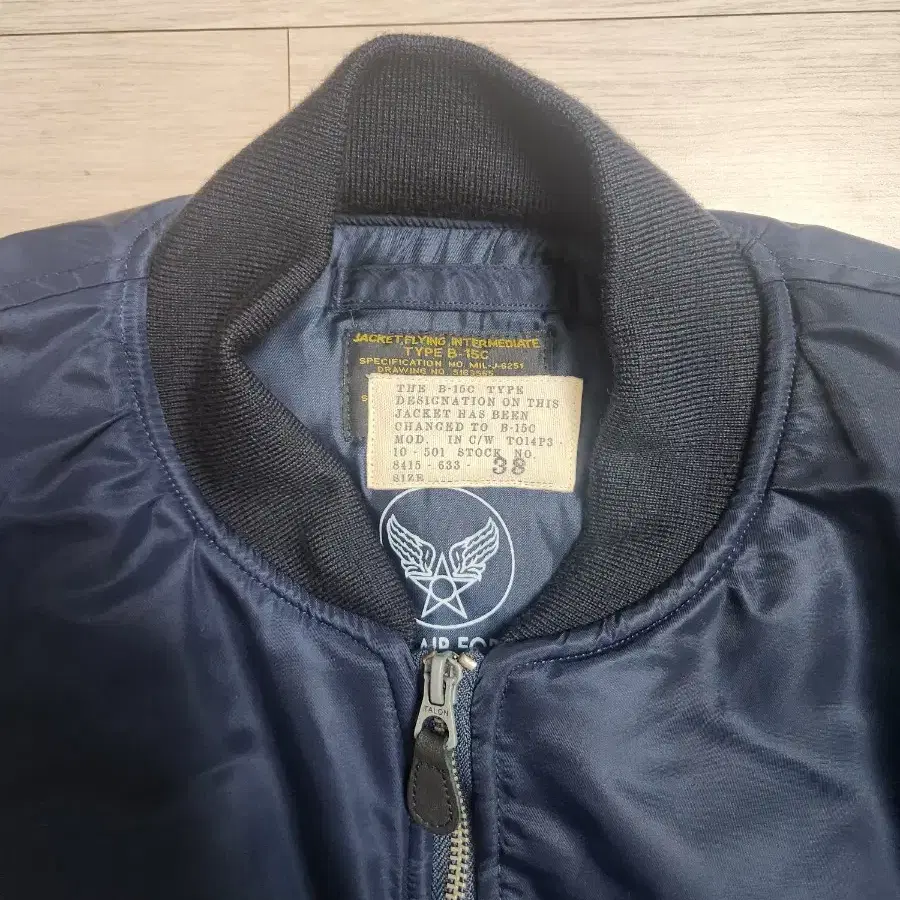 JACKET, FLYING, INTERMEDIATE
TYPE B-15C
SPECIFICATION NO. MIL-J-6251
DRAWING NO.
THE B-15C TYPE
DESIGNATION ON THIS
JACKET HAS BEEN
CHANGED TO B-15C
MOD. IN C/W TO14P3-
10-501 STOCK NO.
8415-633- 38
SIZE
AIR FOR
TALON